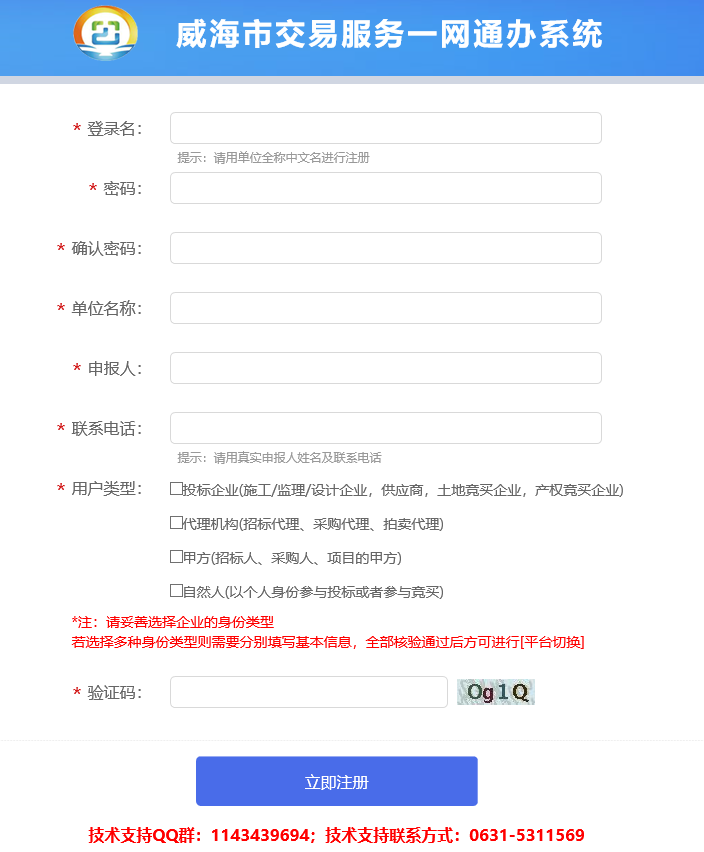 威海市交易服务一网通办系统
* 登录名：
提示：请用单位全称中文名进行注册
* 密码：
* 确认密码：
* 单位名称：
* 申报人：
* 联系电话：
提示：请用真实申报人姓名及联系电话
* 用户类型： 投标企业(施工/监理/设计企业，供应商，土地竞买企业，产权竞买企业)
代理机构(招标代理、采购代理、拍卖代理)
甲方(招标人、采购人、项目的甲方)
自然人(以个人身份参与投标或者参与竞买)
*注：请妥善选择企业的身份类型
若选择多种身份类型则需要分别填写基本信息，全部核验通过后方可进行[平台切换]
* 验证码： Og1Q
立即注册
技术支持QQ群：1143439694；技术支持联系方式：0631-5311569